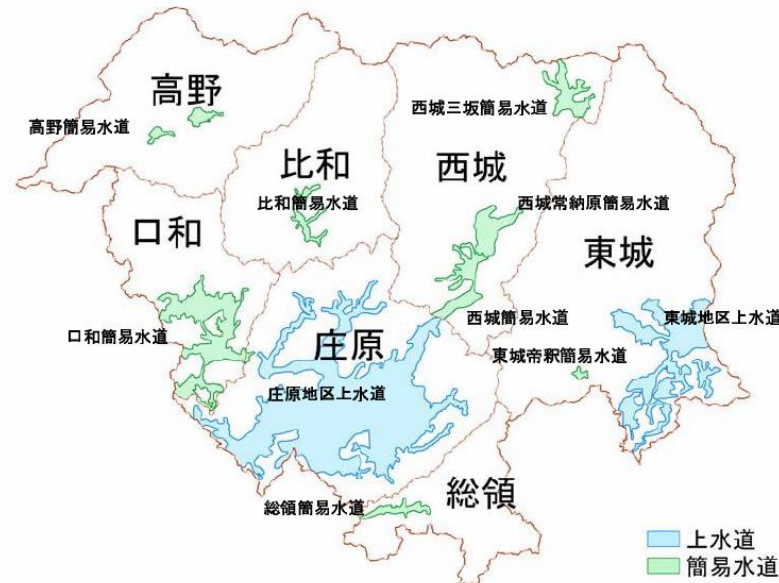 高野
高野簡易水道
西城三坂簡易水道
比和
比和簡易水道
西城
西城常納原簡易水道
口和
東城
口和簡易水道
庄原
西城簡易水道
東城地区上水道
東城帝釈簡易水道
庄原地区上水道
総領
総領簡易水道
上水道
簡易水道